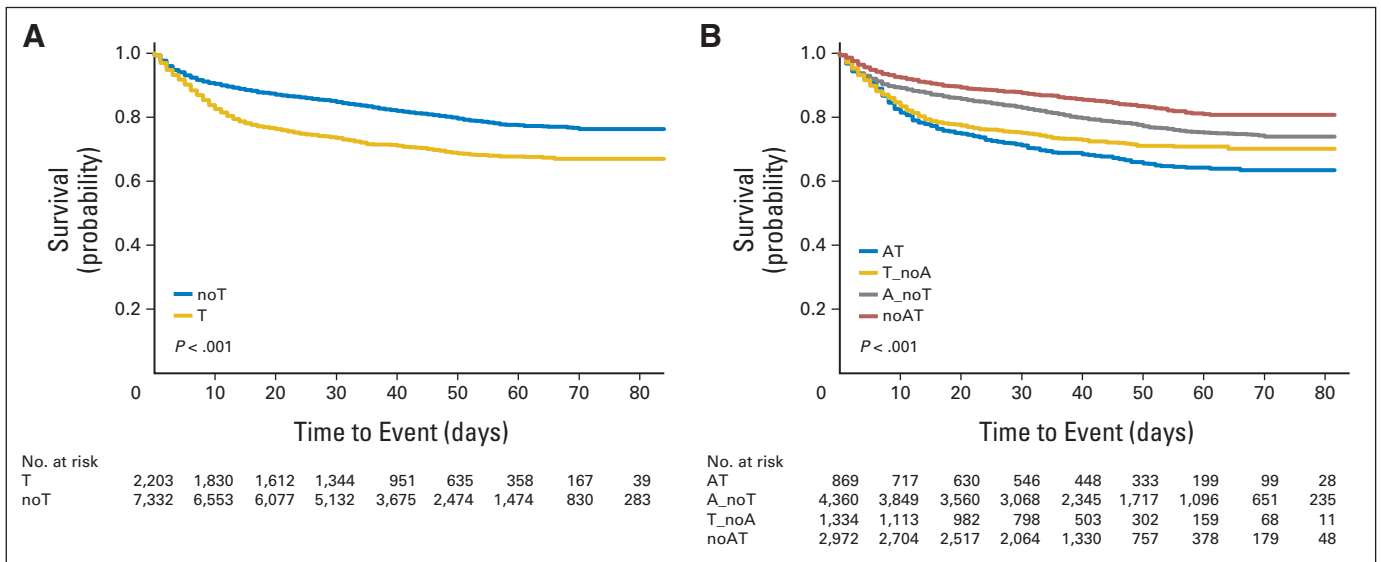 A
1.0
0.8
0.6
0.4
0.2
Survival
(probability)
noT
T
P < .001
0 10 20 30 40 50 60 70 80
Time to Event (days)
No. at risk
T 2,203 1,830 1,612 1,344 951 635 358 167 39
noT 7,332 6,553 6,077 5,132 3,675 2,474 1,474 830 283
B
1.0
0.8
0.6
0.4
0.2
Survival
(probability)
AT
T_noA
A_noT
noAT
P < .001
0 10 20 30 40 50 60 70 80
Time to Event (days)
No. at risk
AT 869 717 630 546 448 333 199 99 28
A_noT 4,360 3,849 3,560 3,068 2,345 1,717 1,096 651 235
T_noA 1,334 1,113 982 798 503 302 159 68 11
noAT 2,972 2,704 2,517 2,064 1,330 757 378 179 48